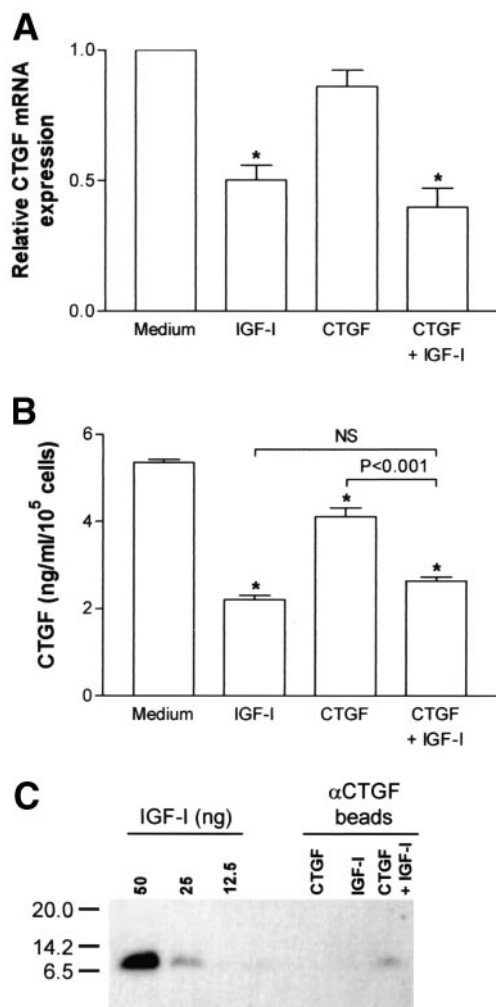 A
Relative CTGF mRNA
expression
1.0
0.5
0.0
*
*
Medium
IGF-I
CTGF
CTGF
+ IGF-I
B
CTGF (ng/ml/10⁵ cells)
6
4
2
0
NS
P<0.001
*
*
*
Medium
IGF-I
CTGF
CTGF
+ IGF-I
C
IGF-I (ng)
αCTGF
beads
50
25
12.5
CTGF
IGF-I
CTGF
+ IGF-I
20.0
14.2
6.5